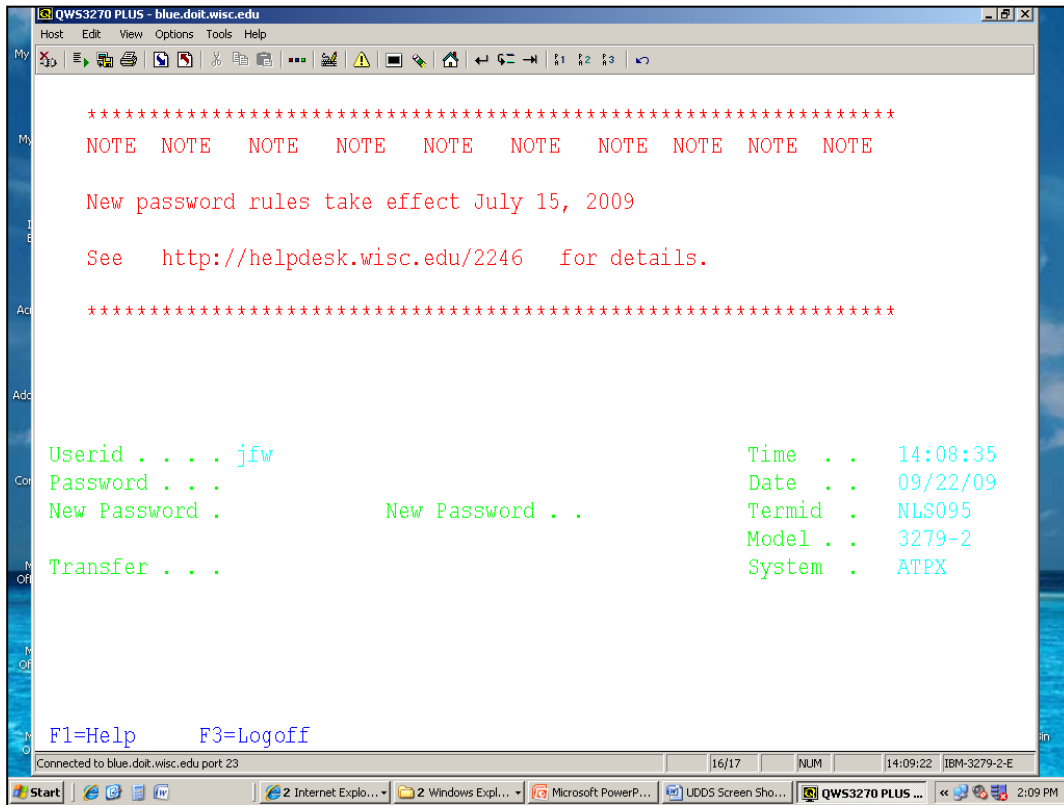 QWS3270 PLUS - blue.doit.wisc.edu
Host Edit View Options Tools Help
My
********************************************************************
NOTE NOTE NOTE NOTE NOTE NOTE NOTE NOTE NOTE NOTE
My
New password rules take effect July 15, 2009
See http://helpdesk.wisc.edu/2246 for details.
********************************************************************
Userid . . . . jfw Time . . 14:08:35
Password . . . Date . . 09/22/09
New Password . New Password . . Termid . NLS095
Model . . 3279-2
Transfer . . . System . ATPX
F1=Help F3=Logoff
Connected to blue.doit.wisc.edu port 23 16/17 NUM 14:09:22 IBM-3279-2-E
Start 2 Internet Explo... 2 Windows Expl... Microsoft PowerP... UDDS Screen Sho... QWS3270 PLUS ... 2:09 PM